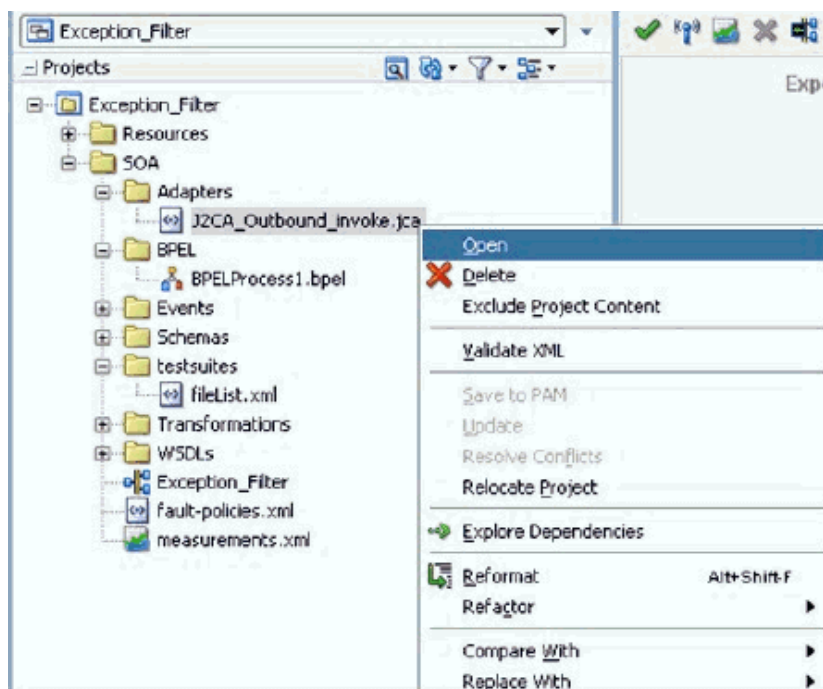 Exception_Filter
Projects
Expe
Exception_Filter
Resources
SOA
Adapters
J2CA_Outbound_invoke.jca
BPEL
BPELProcess1.bpel
Events
Schemas
testsuites
fileList.xml
Transformations
WSDLs
Exception_Filter
fault-policies.xml
measurements.xml
Open
Delete
Exclude Project Content
Validate XML
Save to PAM
Update
Resolve Conflicts
Relocate Project
Explore Dependencies
Reformat Alt+Shift-F
Refactor
Compare With
Replace With